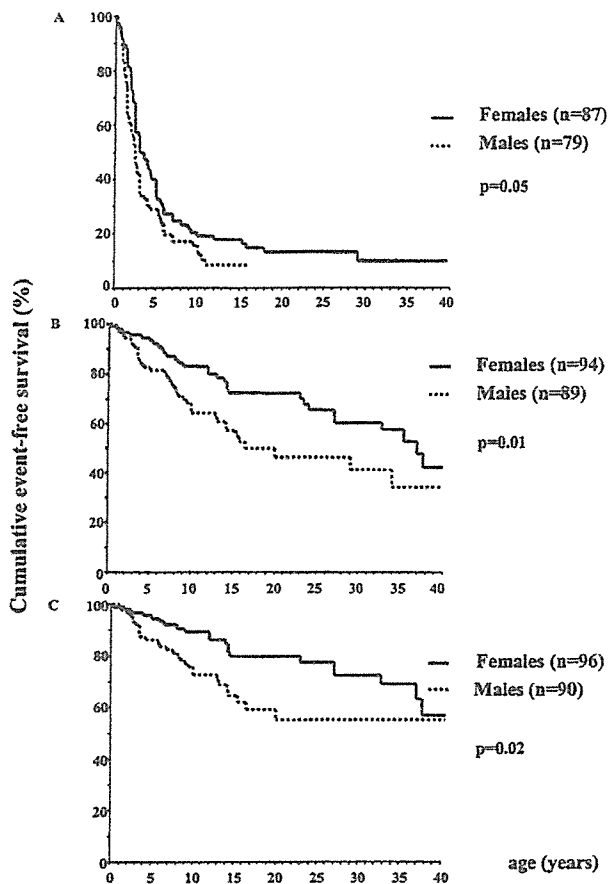 A
100
80
60
40
20
0
0 5 10 15 20 25 30 35 40
Females (n=87)
Males (n=79)
p=0.05
Cumulative event-free survival (%)
B
100
80
60
40
20
0
0 5 10 15 20 25 30 35 40
Females (n=94)
Males (n=89)
p=0.01
C
100
80
60
40
20
0
0 5 10 15 20 25 30 35 40
Females (n=96)
Males (n=90)
p=0.02
age (years)